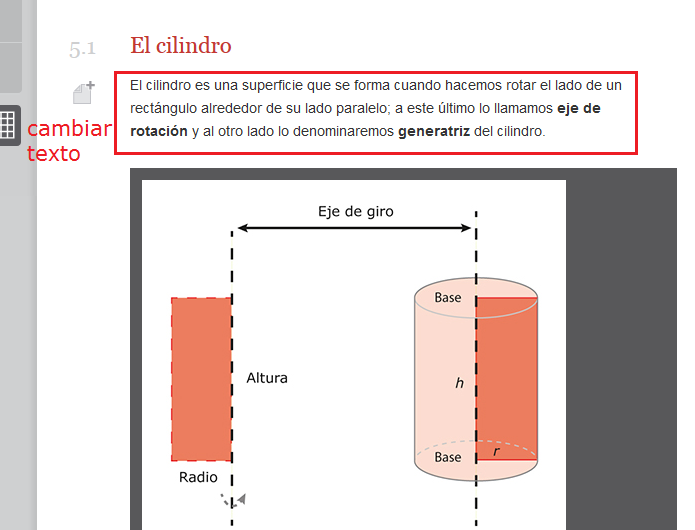 5.1 El cilindro
El cilindro es una superficie que se forma cuando hacemos rotar el lado de un
rectángulo alrededor de su lado paralelo; a este último lo llamamos eje de
rotación y al otro lado lo denominaremos generatriz del cilindro.
cambiar
texto
Eje de giro
Base
Altura
h
Base
r
Radio